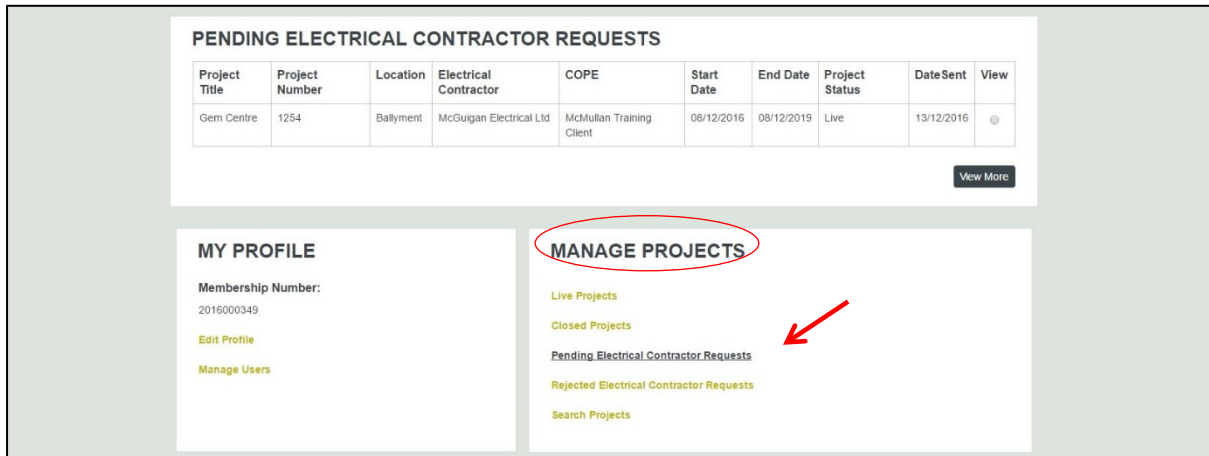 PENDING ELECTRICAL CONTRACTOR REQUESTS
Project Title Project Number Location Electrical Contractor COPE Start Date End Date Project Status DateSent View
Gem Centre 1254 Ballyment McGuigan Electrical Ltd McMullan Training Client 08/12/2016 08/12/2019 Live 13/12/2016
View More
MY PROFILE
Membership Number:
2016000349
Edit Profile
Manage Users
MANAGE PROJECTS
Live Projects
Closed Projects
Pending Electrical Contractor Requests
Rejected Electrical Contractor Requests
Search Projects